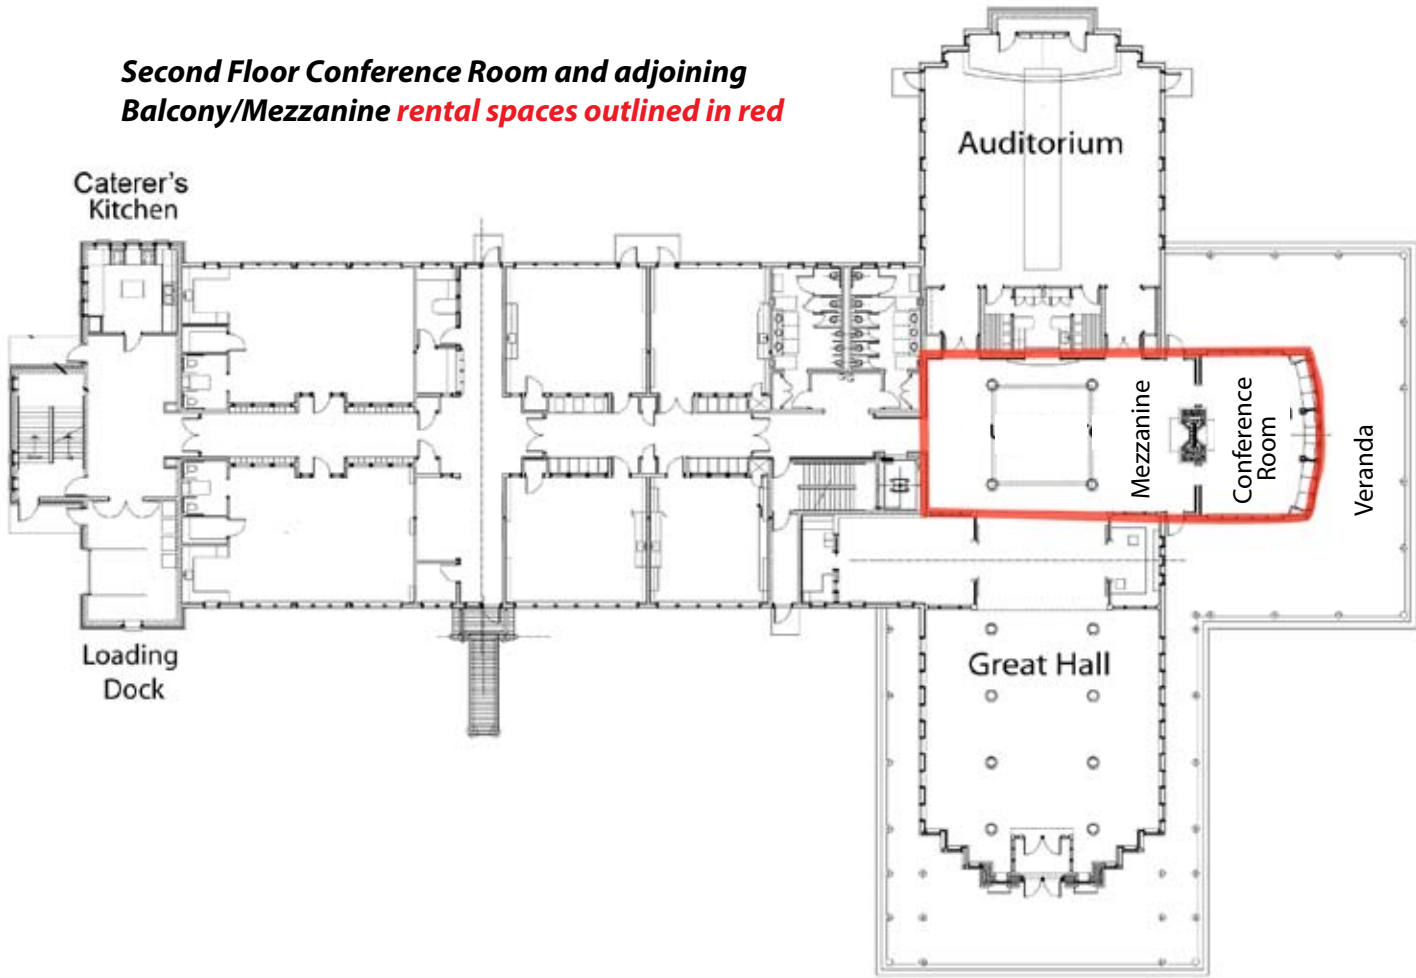 Second Floor Conference Room and adjoining
Balcony/Mezzanine rental spaces outlined in red
Auditorium
Caterer's
Kitchen
Mezzanine
Conference
Room
Veranda
Loading
Dock
Great Hall